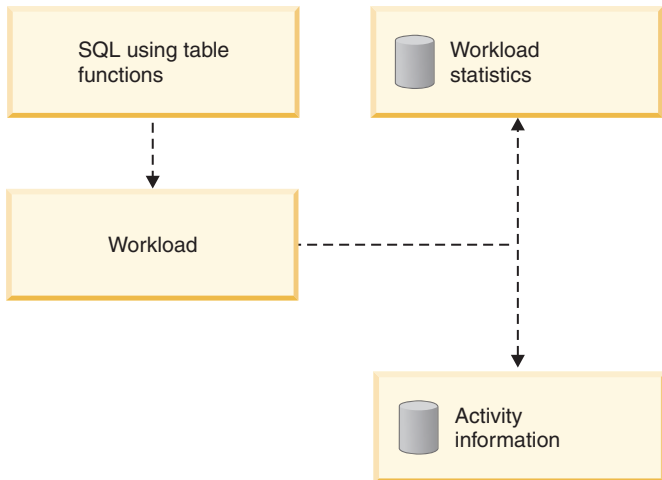 SQL using table
functions
Workload
statistics
Workload
Activity
information